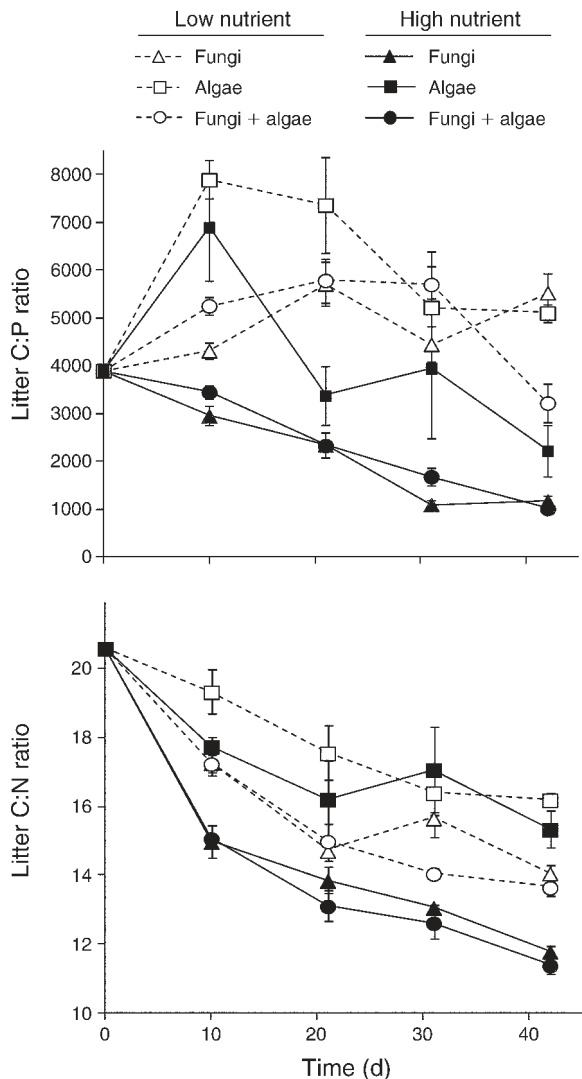 Low nutrient High nutrient
Fungi Fungi
Algae Algae
Fungi + algae Fungi + algae
8000
7000
6000
5000
4000
3000
2000
1000
0
Litter C:P ratio
20
18
16
14
12
10
Litter C:N ratio
0 10 20 30 40
Time (d)